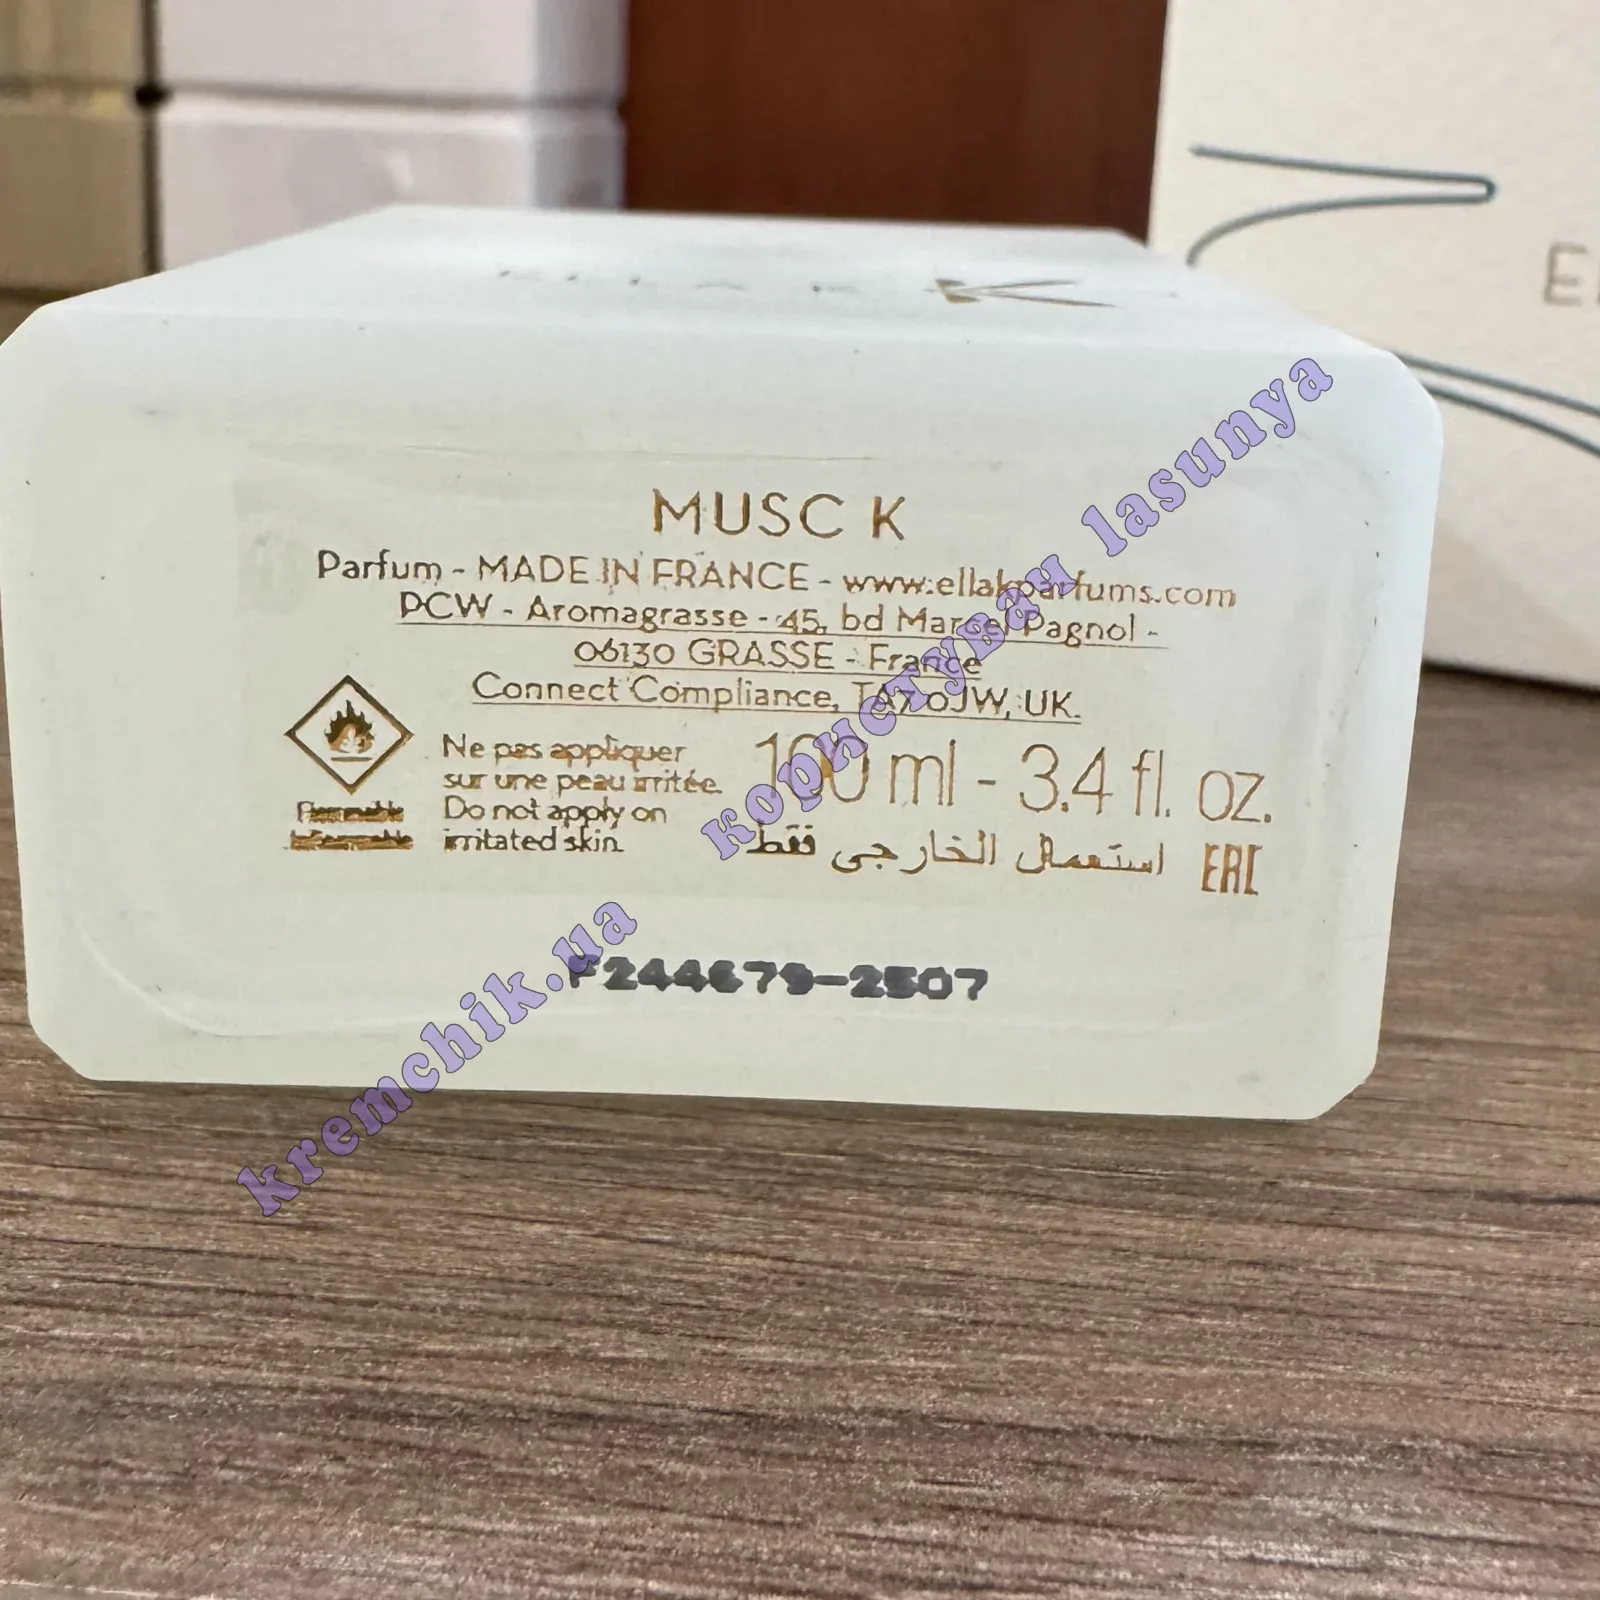 MUSC K
Parfum - MADE IN FRANCE - www.ellakparfums.com
PCW - Aromagrasse - 45, bd Marcel Pagnol -
06130 GRASSE - France
Connect Compliance, TA7 0JW, UK.
Ne pas appliquer
sur une peau irritée.
Do not apply on
irritated skin.
Flammable
Inflammable
100 ml - 3.4 fl. oz.
استعمال الخارجي فقط
EAC
F244679-2507
kremchik.ua користувач lasunya